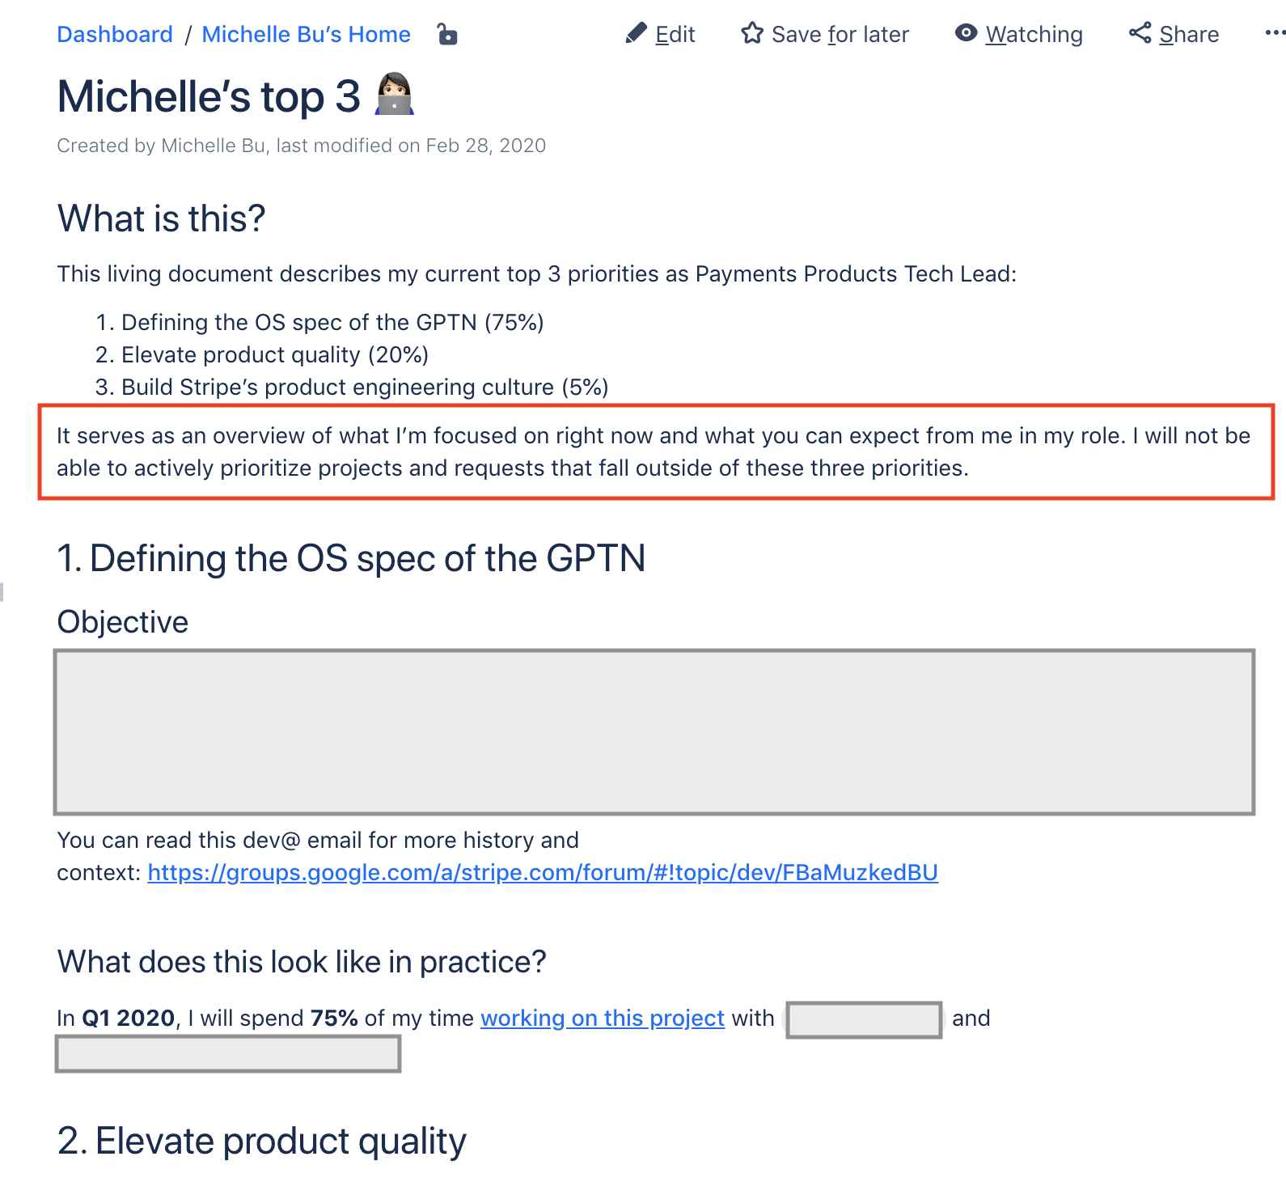 Dashboard / Michelle Bu’s Home Edit Save for later Watching Share ...
Michelle’s top 3
Created by Michelle Bu, last modified on Feb 28, 2020
What is this?
This living document describes my current top 3 priorities as Payments Products Tech Lead:
1. Defining the OS spec of the GPTN (75%)
2. Elevate product quality (20%)
3. Build Stripe’s product engineering culture (5%)
It serves as an overview of what I’m focused on right now and what you can expect from me in my role. I will not be
able to actively prioritize projects and requests that fall outside of these three priorities.
1. Defining the OS spec of the GPTN
Objective
You can read this dev@ email for more history and
context: https://groups.google.com/a/stripe.com/forum/#!topic/dev/FBaMuzkedBU
What does this look like in practice?
In Q1 2020, I will spend 75% of my time working on this project with and
2. Elevate product quality